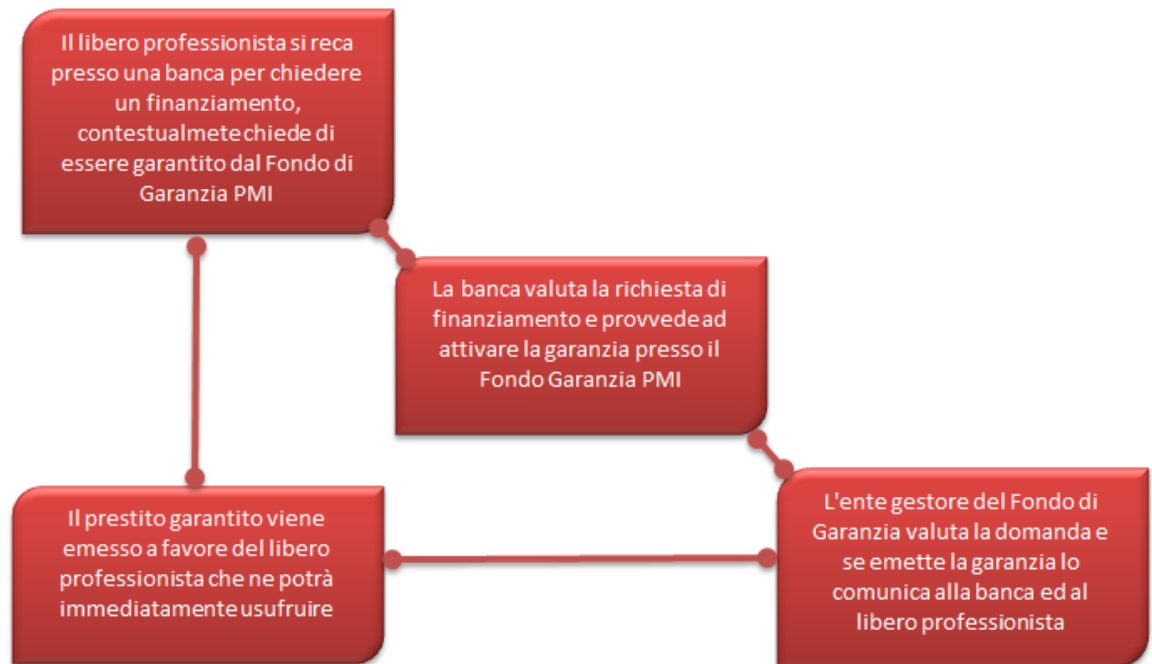 Il libero professionista si reca
presso una banca per chiedere
un finanziamento,
contestualmete chiede di
essere garantito dal Fondo di
Garanzia PMI
La banca valuta la richiesta di
finanziamento e provvede ad
attivare la garanzia presso il
Fondo Garanzia PMI
L'ente gestore del Fondo di
Garanzia valuta la domanda e
se emette la garanzia lo
comunica alla banca ed al
libero professionista
Il prestito garantito viene
emesso a favore del libero
professionista che ne potrà
immediatamente usufruire